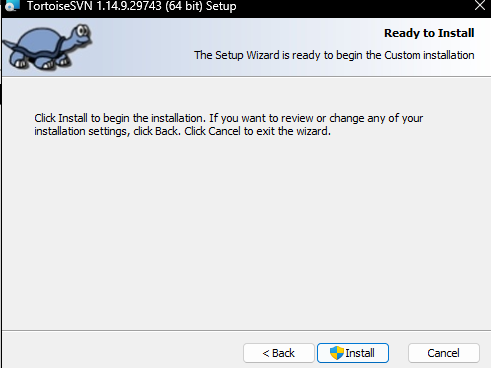 TortoiseSVN 1.14.9.29743 (64 bit) Setup
Ready to Install
The Setup Wizard is ready to begin the Custom installation
Click Install to begin the installation. If you want to review or change any of your
installation settings, click Back. Click Cancel to exit the wizard.
< Back
Install
Cancel